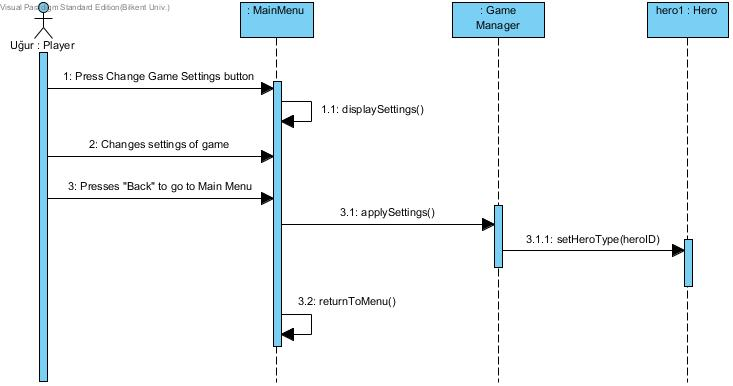 Visual Paradigm Standard Edition(Bilkent Univ.)
: MainMenu
: Game
Manager
hero1 : Hero
Uğur : Player
1: Press Change Game Settings button
1.1: displaySettings()
2: Changes settings of game
3: Presses "Back" to go to Main Menu
3.1: applySettings()
3.1.1: setHeroType(heroID)
3.2: returnToMenu()